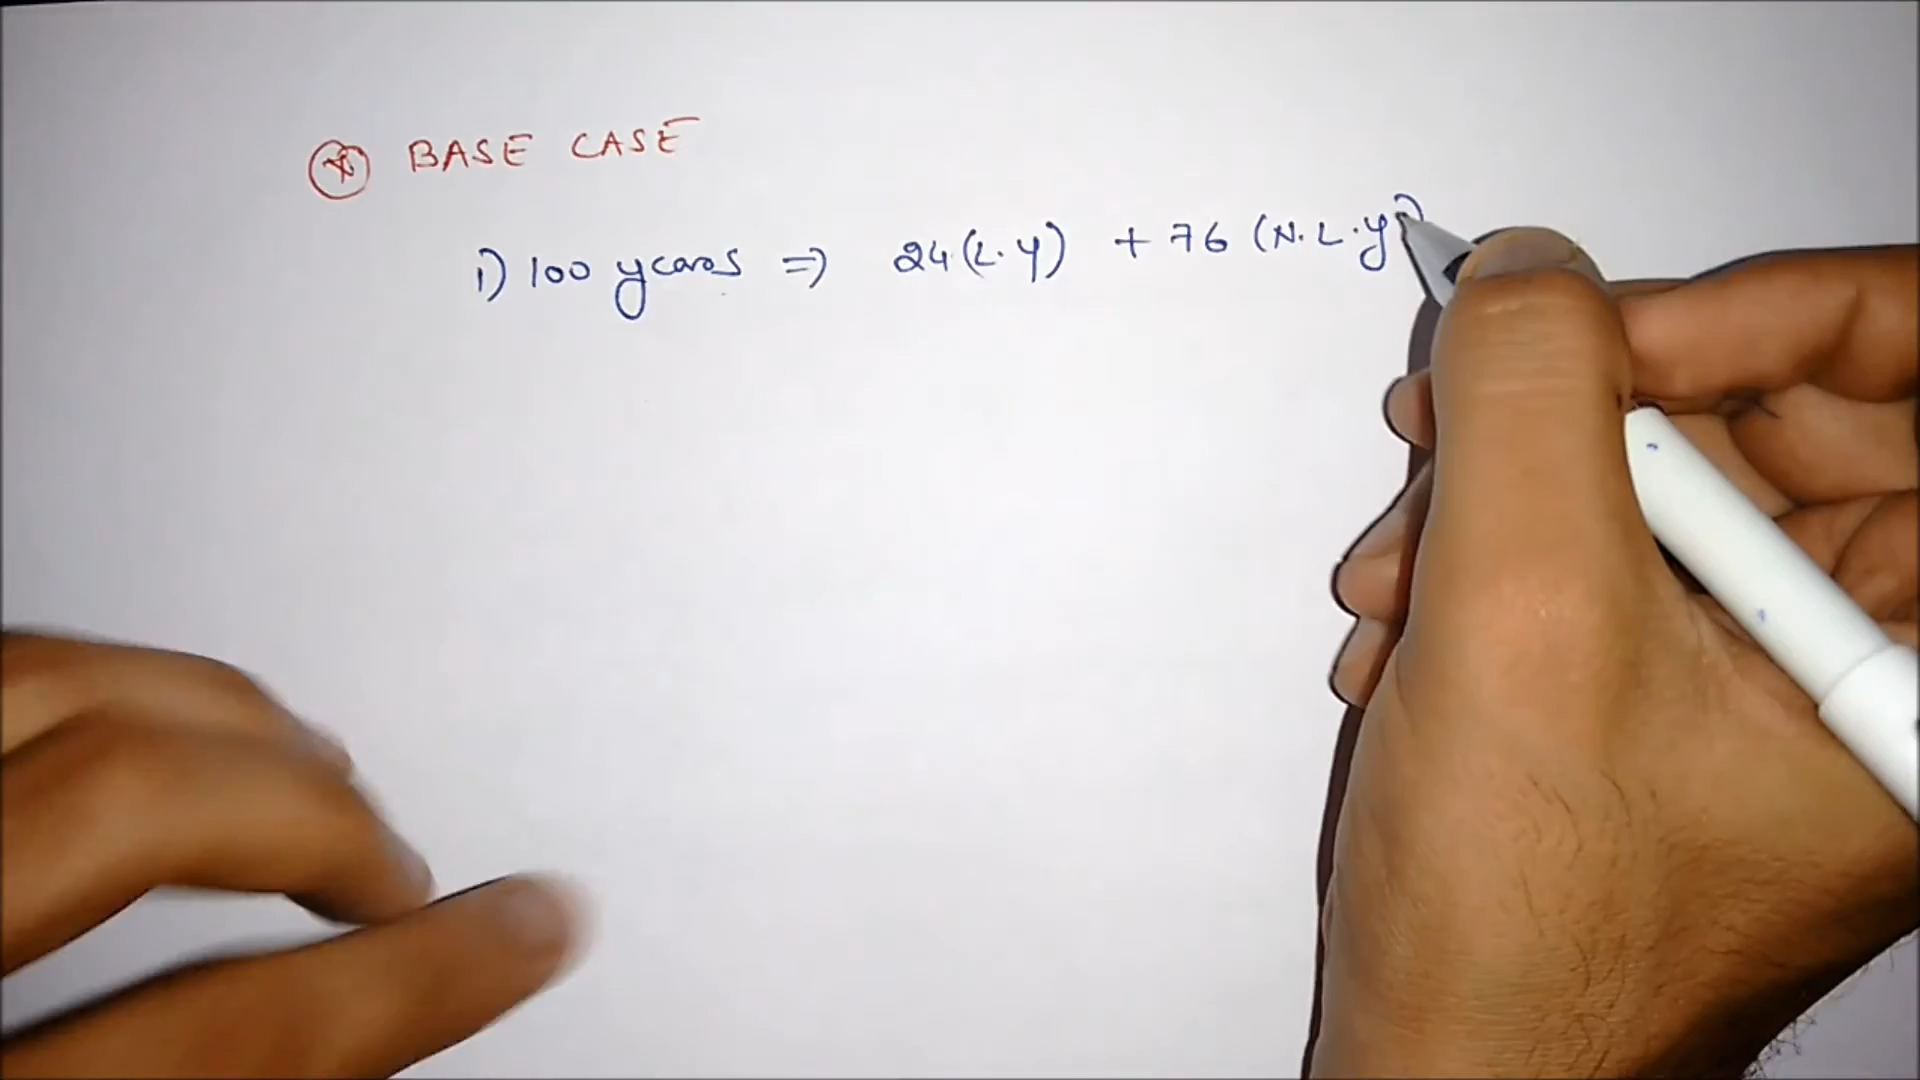 BASE CASE
1) 100 years => 24 (L.Y) + 76 (N.L.Y)